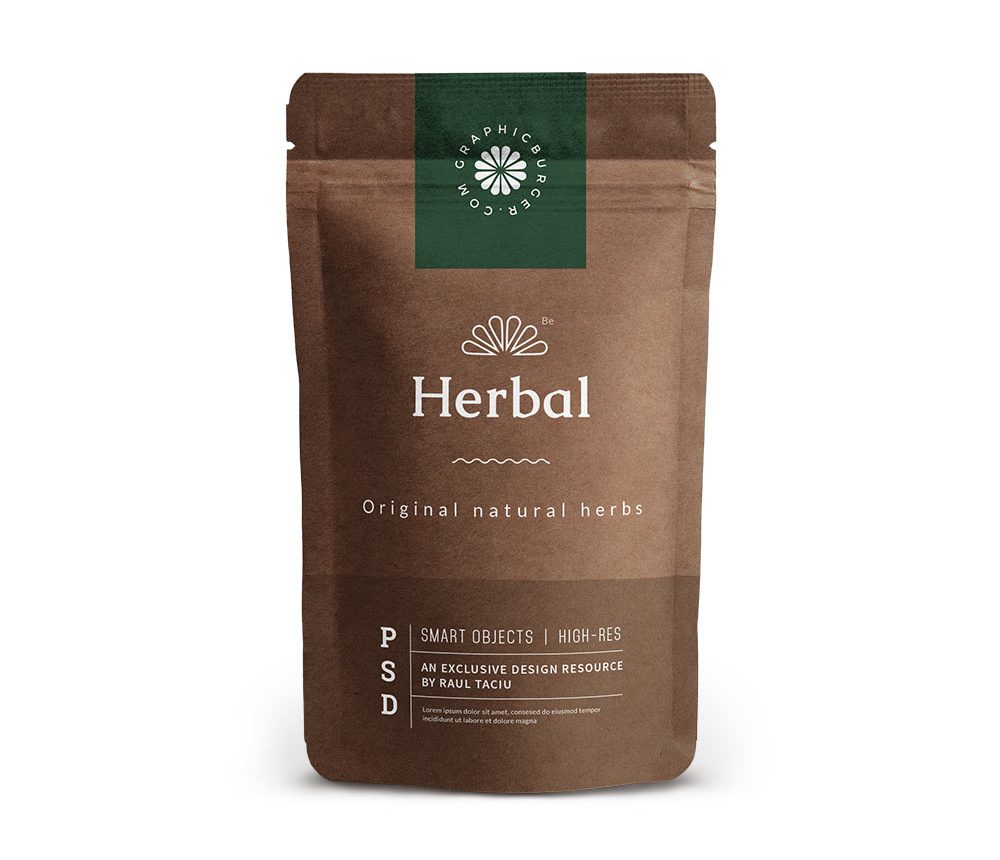 GRAPHICBURGER.COM
Be
Herbal
Original natural herbs
PSD
SMART OBJECTS | HIGH-RES
AN EXCLUSIVE DESIGN RESOURCE
BY RAUL TACIU
Lorem ipsum dolor sit amet, consesed do eiusmod tempor
incididunt ut labore et dolore magna